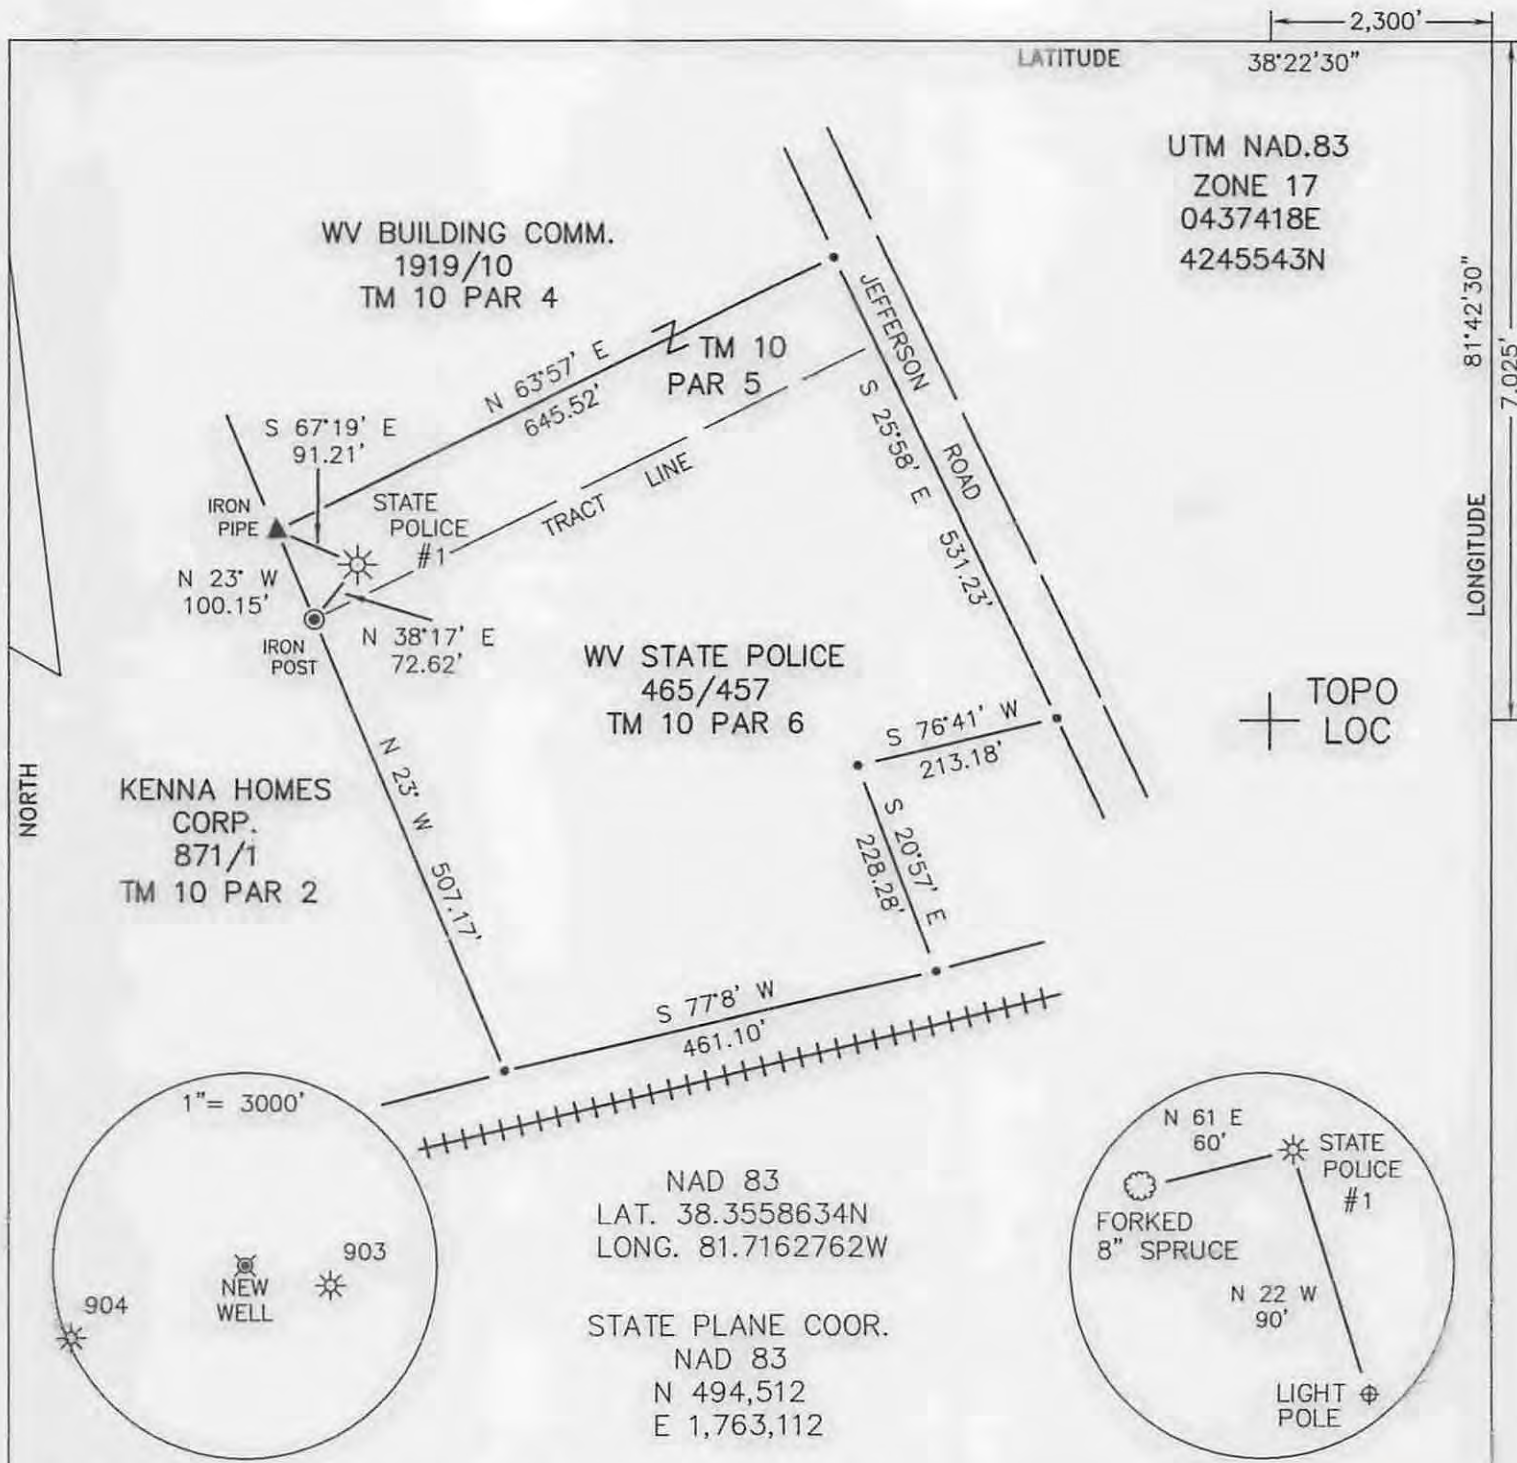 2,300'
LATITUDE
38°22'30"
UTM NAD.83
ZONE 17
0437418E
4245543N
81°42'30"
7,025'
LONGITUDE
WV BUILDING COMM.
1919/10
TM 10 PAR 4
JEFFERSON
ROAD
N 63°57' E
645.52'
TM 10
PAR 5
S 25°58' E 531.23'
S 67°19' E
91.21'
IRON
PIPE
STATE
POLICE
#1
TRACT LINE
N 23° W
100.15'
IRON
POST
N 38°17' E
72.62'
WV STATE POLICE
465/457
TM 10 PAR 6
TOPO
LOC
S 76°41' W
213.18'
NORTH
KENNA HOMES
CORP.
871/1
TM 10 PAR 2
N 23° W 507.17'
S 20°57' E
228.28'
S 77°8' W
461.10'
1"= 3000'
903
NEW
WELL
904
NAD 83
LAT. 38.3558634N
LONG. 81.7162762W
STATE PLANE COOR.
NAD 83
N 494,512
E 1,763,112
N 61 E
60'
STATE
POLICE
#1
FORKED
8" SPRUCE
N 22 W
90'
LIGHT
POLE